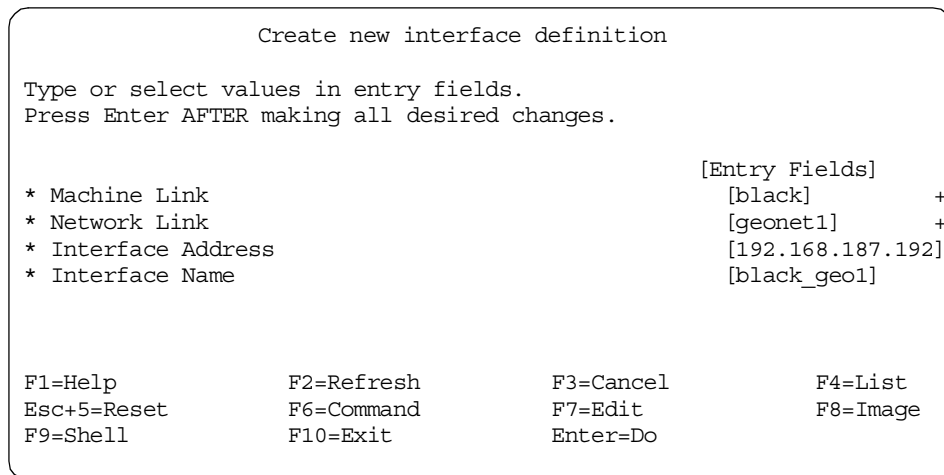 Create new interface definition
Type or select values in entry fields.
Press Enter AFTER making all desired changes.
[Entry Fields]
* Machine Link [black] +
* Network Link [geonet1] +
* Interface Address [192.168.187.192]
* Interface Name [black_geo1]
F1=Help F2=Refresh F3=Cancel F4=List
Esc+5=Reset F6=Command F7=Edit F8=Image
F9=Shell F10=Exit Enter=Do